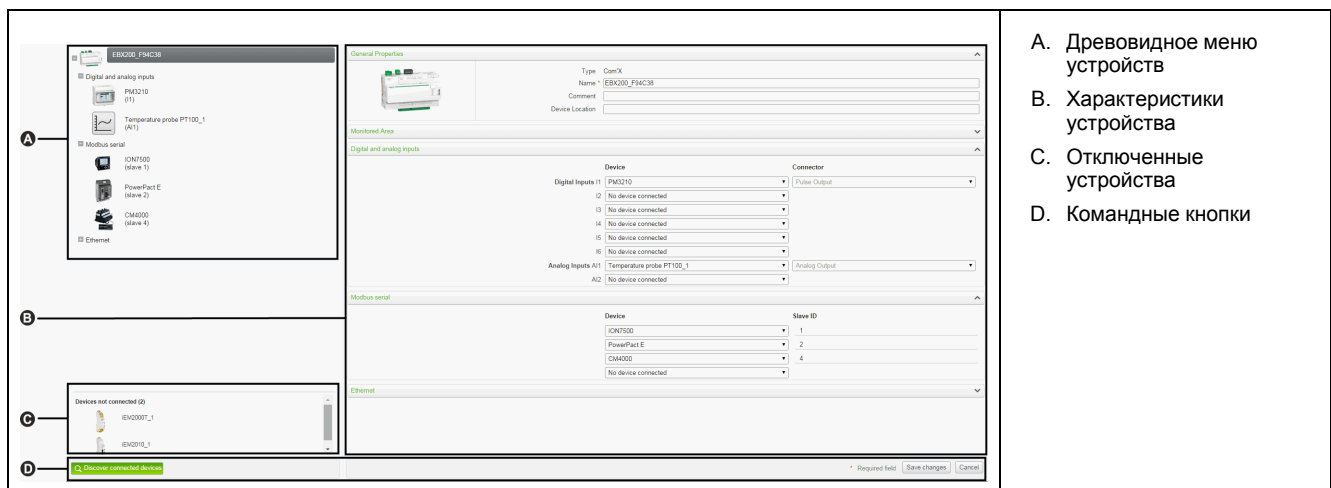 EBX200_F94C38
Digital and analog inputs
PM3210
(I1)
Temperature probe PT100_1
(AI1)
A
Modbus serial
ION7500
(slave 1)
PowerPact E
(slave 2)
CM4000
(slave 4)
Ethernet
General Properties
Type Com'X
Name * EBX200_F94C38
Comment
Device Location
Monitored Area
Digital and analog inputs
Device Connector
Digital Inputs I1 PM3210 Pulse Output
I2 No device connected
I3 No device connected
I4 No device connected
I5 No device connected
I6 No device connected
Analog Inputs AI1 Temperature probe PT100_1 Analog Output
AI2 No device connected
Modbus serial
B
Device Slave ID
ION7500 1
PowerPact E 2
CM4000 4
No device connected
Ethernet
Devices not connected (2)
C
IEM2000T_1
IEM2010_1
D
Discover connected devices
* Required field Save changes Cancel
A. Древовидное меню
устройств
B. Характеристики
устройства
C. Отключенные
устройства
D. Командные кнопки